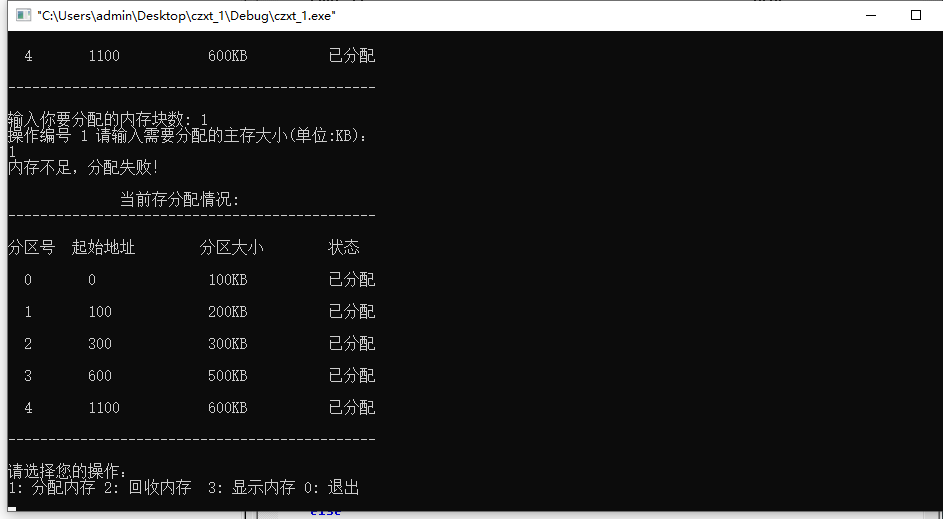 "C:\Users\admin\Desktop\czxt_1\Debug\czxt_1.exe"
4 1100 600KB 已分配
----------------------------------------------
输入你要分配的内存块数: 1
操作编号 1 请输入需要分配的主存大小(单位:KB):
1
内存不足，分配失败!
当前存分配情况:
----------------------------------------------
分区号 起始地址 分区大小 状态
0 0 100KB 已分配
1 100 200KB 已分配
2 300 300KB 已分配
3 600 500KB 已分配
4 1100 600KB 已分配
----------------------------------------------
请选择您的操作:
1: 分配内存 2: 回收内存 3: 显示内存 0: 退出
else